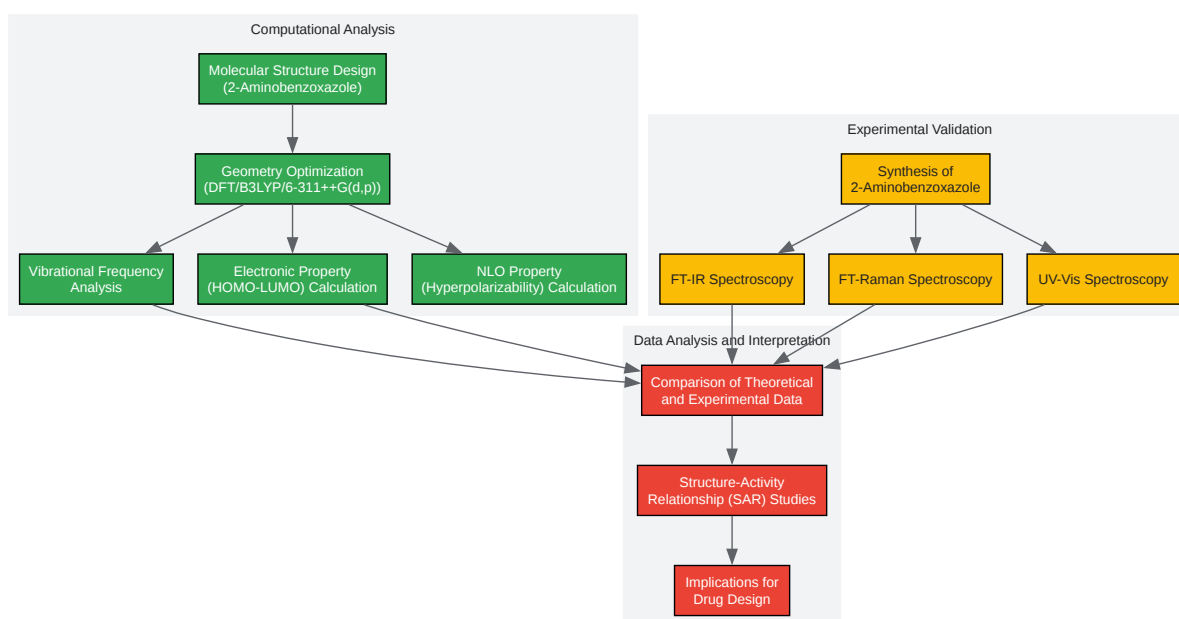 Computational Analysis
Molecular Structure Design
(2-Aminobenzoxazole)
Geometry Optimization
(DFT/B3LYP/6-311++G(d,p))
Vibrational Frequency
Analysis
Electronic Property
(HOMO-LUMO) Calculation
NLO Property
(Hyperpolarizability) Calculation
Experimental Validation
Synthesis of
2-Aminobenzoxazole
FT-IR Spectroscopy
FT-Raman Spectroscopy
UV-Vis Spectroscopy
Data Analysis and Interpretation
Comparison of Theoretical
and Experimental Data
Structure-Activity
Relationship (SAR) Studies
Implications for
Drug Design